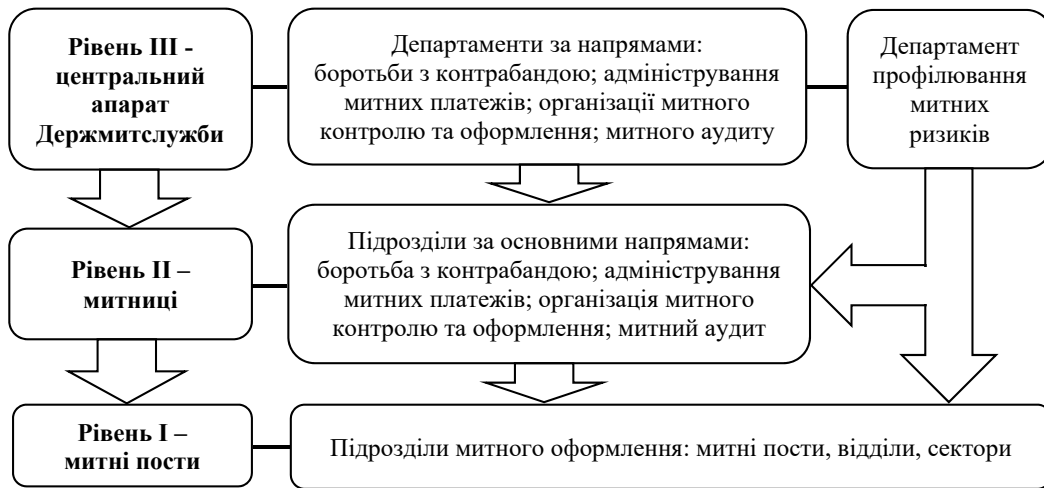 Рівень III -
центральний
апарат
Держмитслужби
Департаменти за напрямами:
боротьби з контрабандою; адміністрування
митних платежів; організації митного
контролю та оформлення; митного аудиту
Департамент
профілювання
митних
ризиків
Рівень II –
митниці
Підрозділи за основними напрямами:
боротьба з контрабандою; адміністрування
митних платежів; організація митного
контролю та оформлення; митний аудит
Рівень I –
митні пости
Підрозділи митного оформлення: митні пости, відділи, сектори